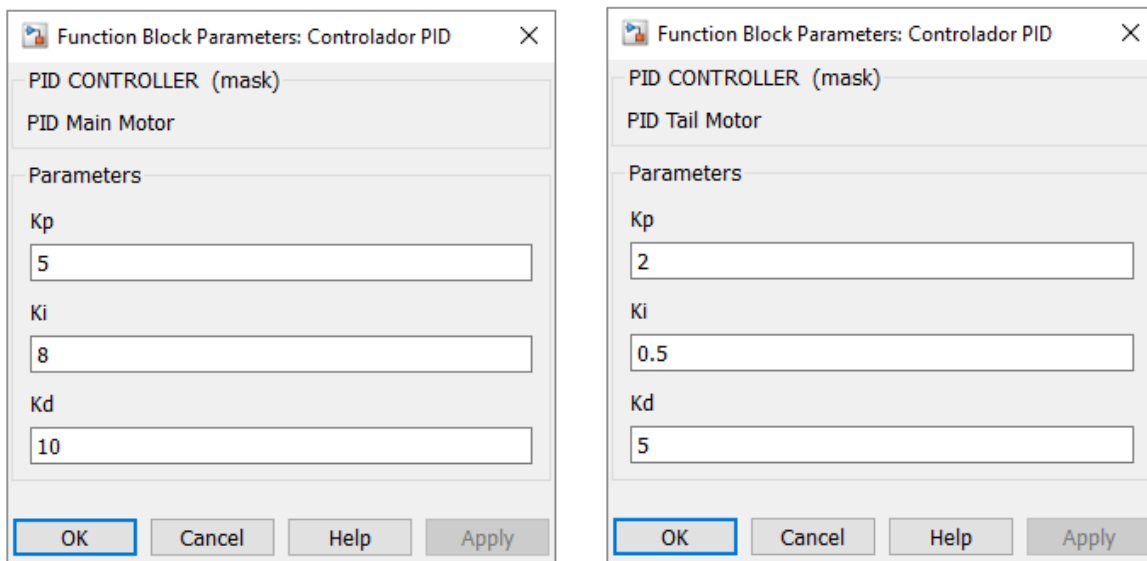 Function Block Parameters: Controlador PID
PID CONTROLLER (mask)
PID Main Motor
Parameters
Kp
5
Ki
8
Kd
10
OK Cancel Help Apply
Function Block Parameters: Controlador PID
PID CONTROLLER (mask)
PID Tail Motor
Parameters
Kp
2
Ki
0.5
Kd
5
OK Cancel Help Apply